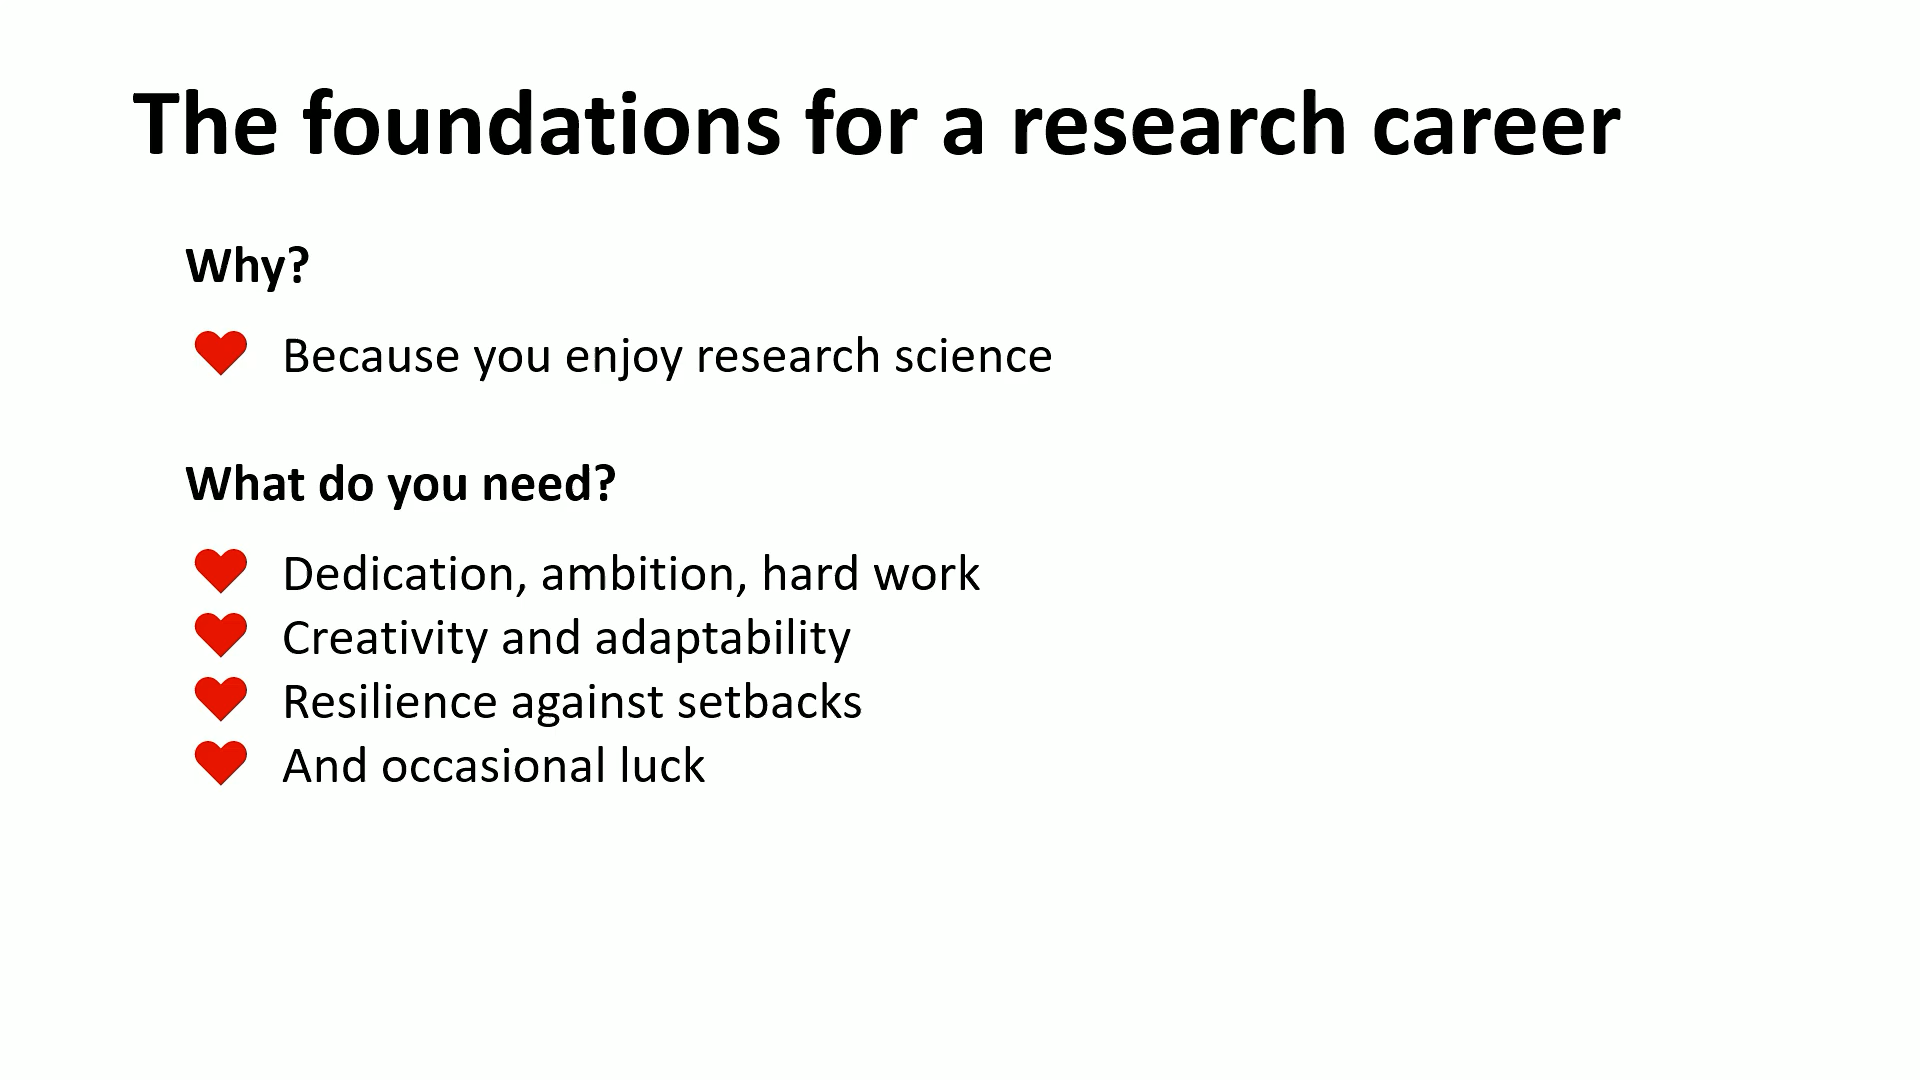 The foundations for a research career
Why?
Because you enjoy research science
What do you need?
Dedication, ambition, hard work
Creativity and adaptability
Resilience against setbacks
And occasional luck